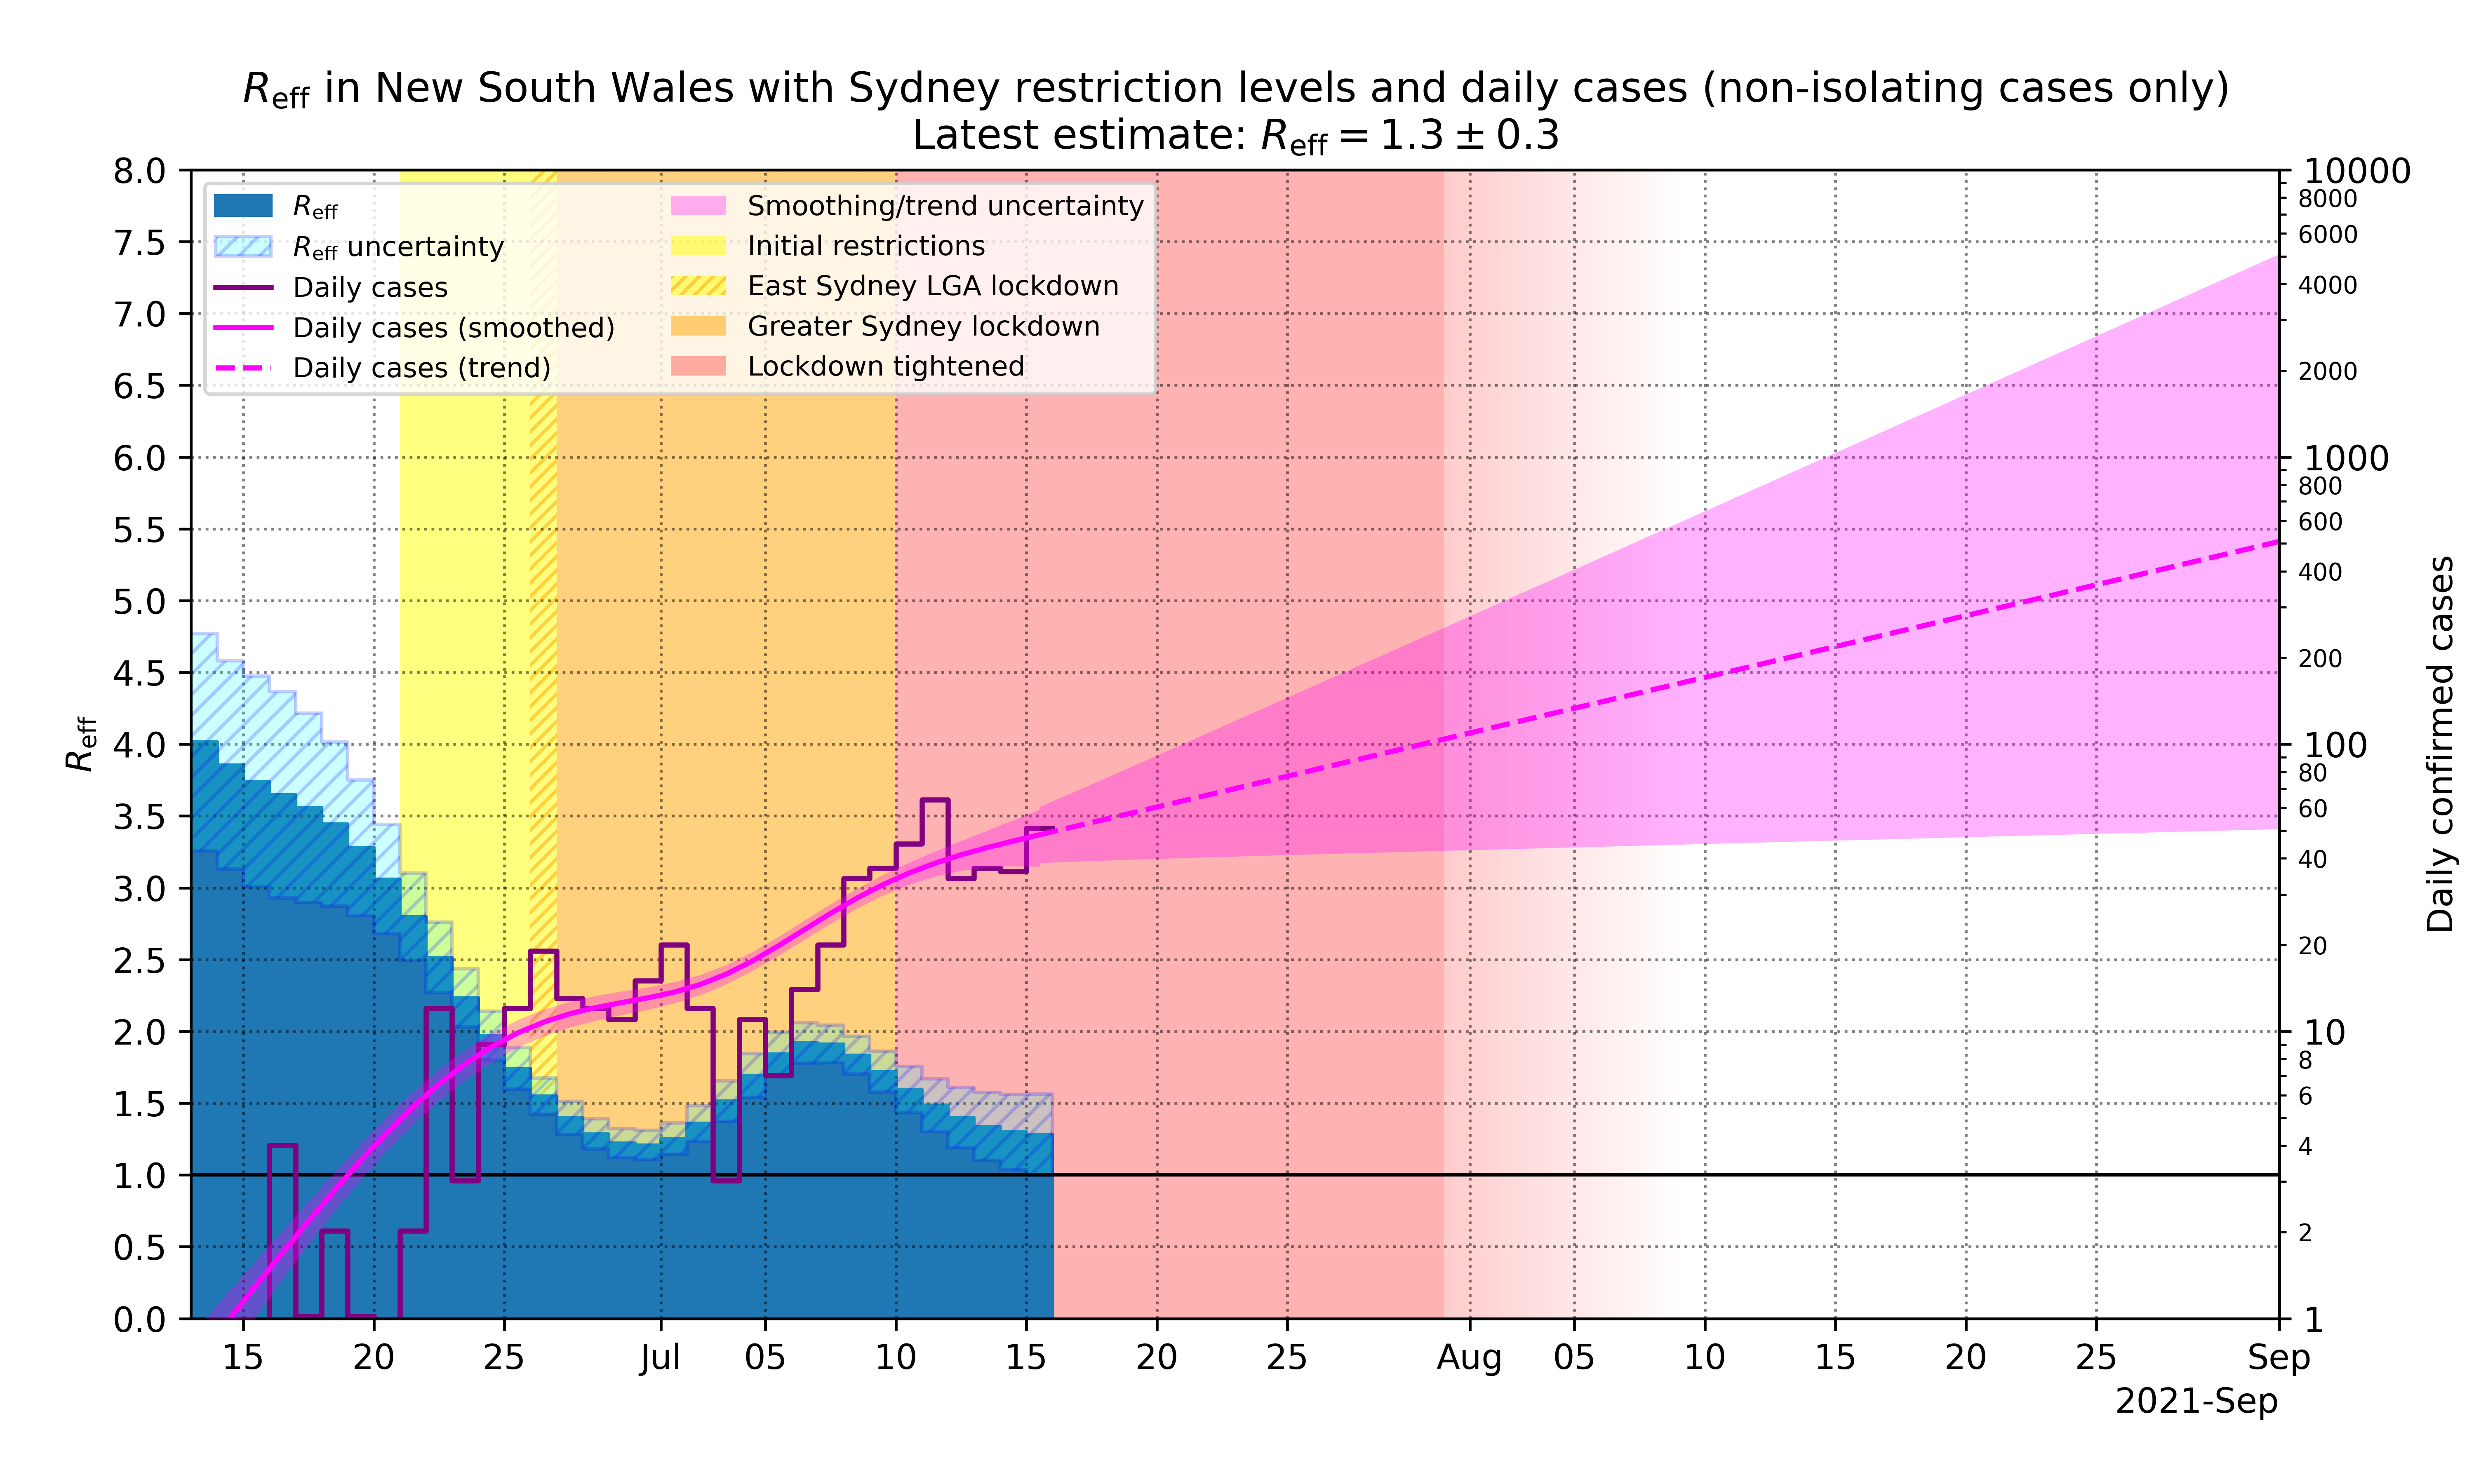 R_eff in New South Wales with Sydney restriction levels and daily cases (non-isolating cases only)
Latest estimate: R_eff = 1.3 ± 0.3
R_eff
R_eff uncertainty
Daily cases
Daily cases (smoothed)
Daily cases (trend)
Smoothing/trend uncertainty
Initial restrictions
East Sydney LGA lockdown
Greater Sydney lockdown
Lockdown tightened
R_eff
8.0
7.5
7.0
6.5
6.0
5.5
5.0
4.5
4.0
3.5
3.0
2.5
2.0
1.5
1.0
0.5
0.0
10000
8000
6000
4000
2000
1000
800
600
400
200
100
80
60
40
20
10
8
6
4
2
1
Daily confirmed cases
15 20 25 Jul 05 10 15 20 25 Aug 05 10 15 20 25 Sep
2021-Sep